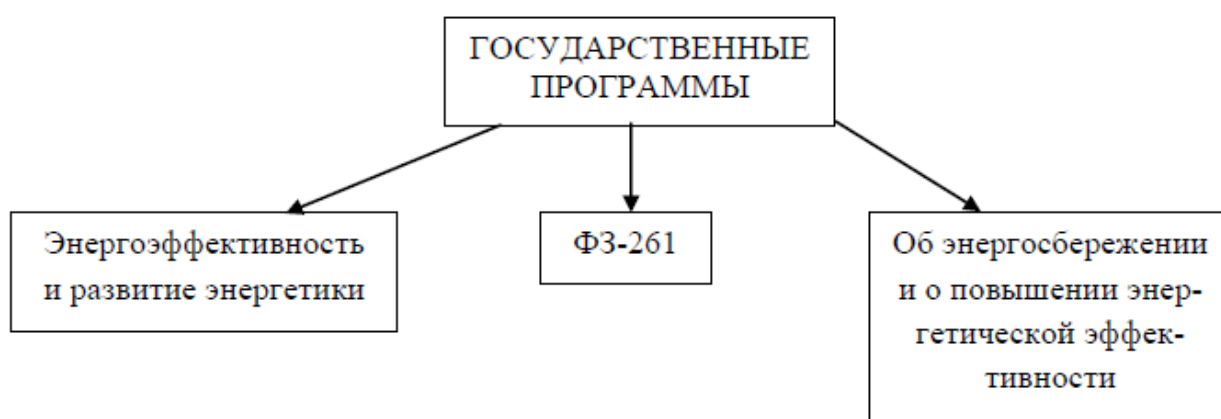 ГОСУДАРСТВЕННЫЕ
ПРОГРАММЫ
Энергоэффективность
и развитие энергетики
ФЗ-261
Об энергосбережении
и о повышении энер-
гетической эффек-
тивности